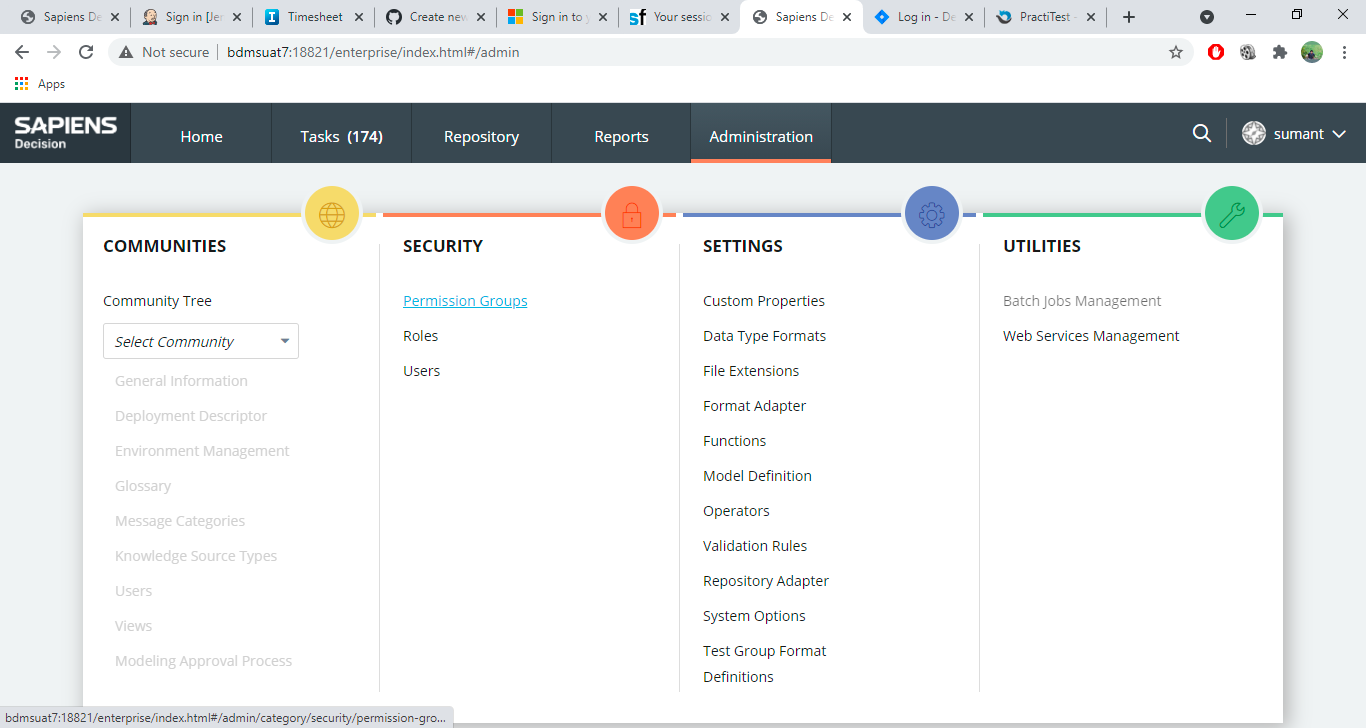 Sapiens De
Sign in [Jer
Timesheet
Create new
Sign in to y
Your sessio
Sapiens De
Log in - De
PractiTest -
Not secure
bdmsuat7:18821/enterprise/index.html#/admin
Apps
SAPIENS
Decision
Home
Tasks (174)
Repository
Reports
Administration
sumant
COMMUNITIES
Community Tree
Select Community
General Information
Deployment Descriptor
Environment Management
Glossary
Message Categories
Knowledge Source Types
Users
Views
Modeling Approval Process
SECURITY
Permission Groups
Roles
Users
SETTINGS
Custom Properties
Data Type Formats
File Extensions
Format Adapter
Functions
Model Definition
Operators
Validation Rules
Repository Adapter
System Options
Test Group Format
Definitions
UTILITIES
Batch Jobs Management
Web Services Management
bdmsuat7:18821/enterprise/index.html#/admin/category/security/permission-gro...